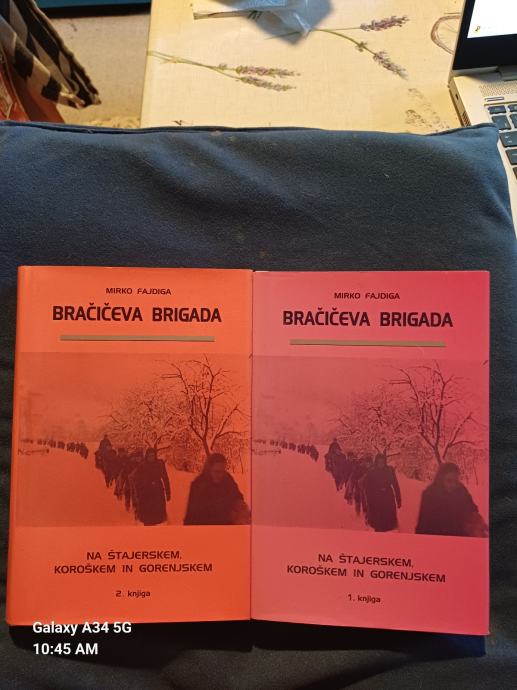 MIRKO FAJDIGA
BRAČIČEVA BRIGADA
NA ŠTAJERSKEM,
KOROŠKEM IN GORENJSKEM
2. knjiga
MIRKO FAJDIGA
BRAČIČEVA BRIGADA
NA ŠTAJERSKEM,
KOROŠKEM IN GORENJSKEM
1. knjiga
Galaxy A34 5G
10:45 AM